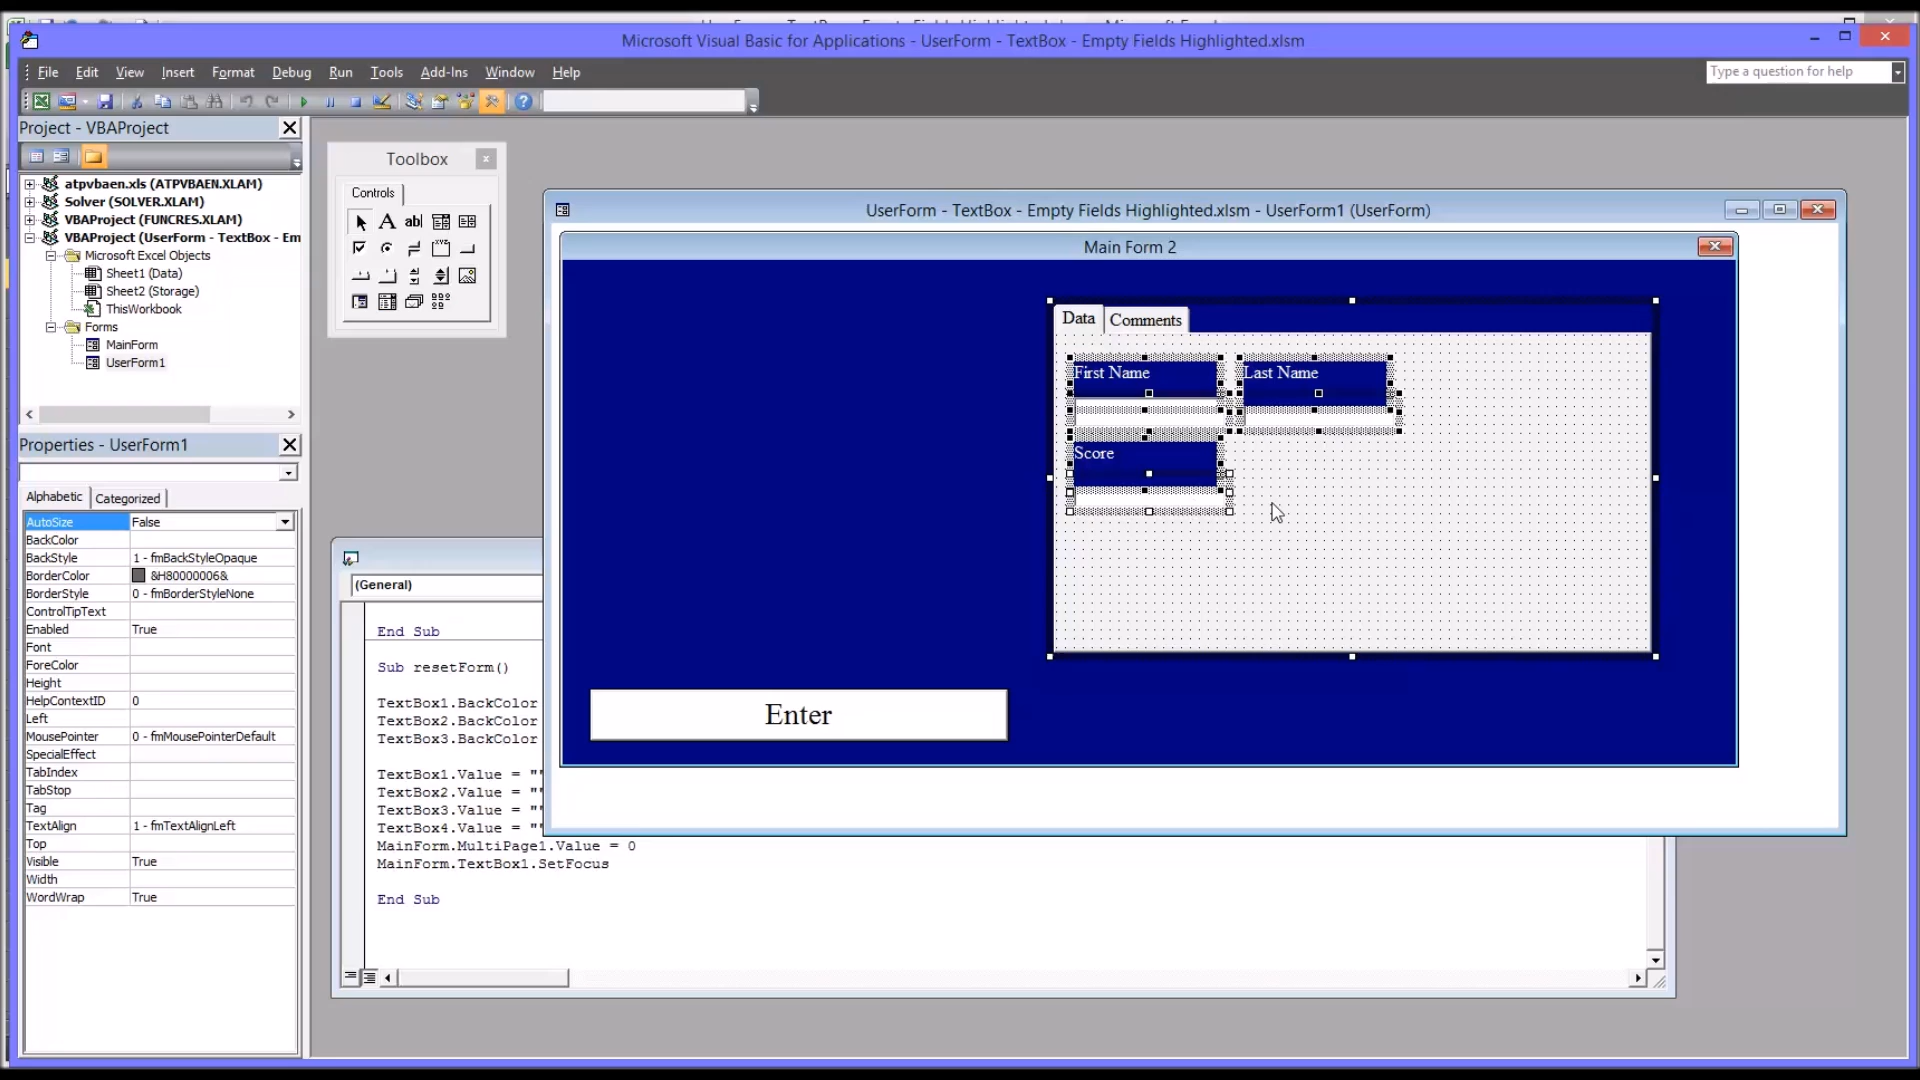 Microsoft Visual Basic for Applications - UserForm - TextBox - Empty Fields Highlighted.xlsm
File Edit View Insert Format Debug Run Tools Add-Ins Window Help
Type a question for help
Project - VBAProject
atpvbaen.xls (ATPVBAEN.XLAM)
Solver (SOLVER.XLAM)
VBAProject (FUNCRES.XLAM)
VBAProject (UserForm - TextBox - Em
Microsoft Excel Objects
Sheet1 (Data)
Sheet2 (Storage)
ThisWorkbook
Forms
MainForm
UserForm1
Properties - UserForm1
Alphabetic Categorized
AutoSize False
BackColor
BackStyle 1 - fmBackStyleOpaque
BorderColor &H80000006&
BorderStyle 0 - fmBorderStyleNone
ControlTipText
Enabled True
Font
ForeColor
Height
HelpContextID 0
Left
MousePointer 0 - fmMousePointerDefault
SpecialEffect
TabIndex
TabStop
Tag
TextAlign 1 - fmTextAlignLeft
Top
Visible True
Width
WordWrap True
Toolbox
Controls
A abl
UserForm - TextBox - Empty Fields Highlighted.xlsm - UserForm1 (UserForm)
Main Form 2
Data Comments
First Name Last Name
Score
Enter
(General)
End Sub
Sub resetForm()
TextBox1.BackColor
TextBox2.BackColor
TextBox3.BackColor
TextBox1.Value = ""
TextBox2.Value = ""
TextBox3.Value = ""
TextBox4.Value = ""
MainForm.MultiPage1.Value = 0
MainForm.TextBox1.SetFocus
End Sub